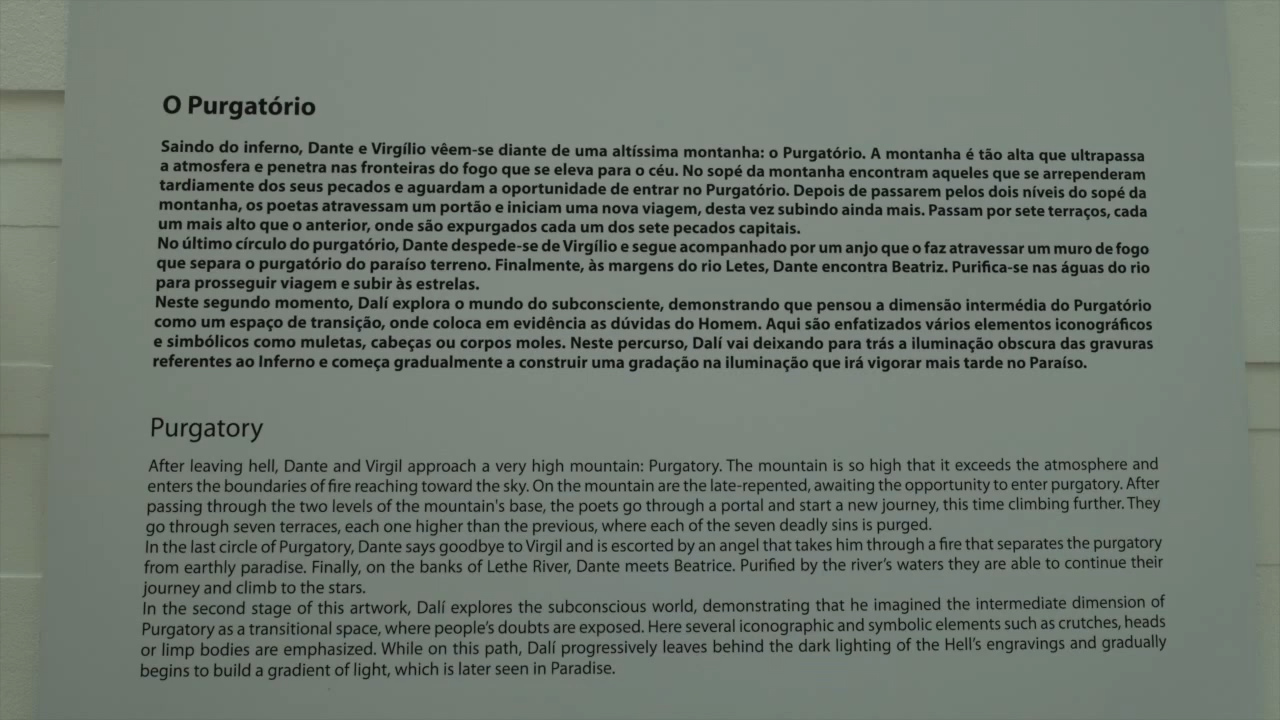 O Purgatório
Saindo do inferno, Dante e Virgílio vêem-se diante de uma altíssima montanha: o Purgatório. A montanha é tão alta que ultrapassa
a atmosfera e penetra nas fronteiras do fogo que se eleva para o céu. No sopé da montanha encontram aqueles que se arrependeram
tardiamente dos seus pecados e aguardam a oportunidade de entrar no Purgatório. Depois de passarem pelos dois níveis do sopé da
montanha, os poetas atravessam um portão e iniciam uma nova viagem, desta vez subindo ainda mais. Passam por sete terraços, cada
um mais alto que o anterior, onde são expurgados cada um dos sete pecados capitais.
No último círculo do purgatório, Dante despede-se de Virgílio e segue acompanhado por um anjo que o faz atravessar um muro de fogo
que separa o purgatório do paraíso terreno. Finalmente, às margens do rio Letes, Dante encontra Beatriz. Purifica-se nas águas do rio
para prosseguir viagem e subir às estrelas.
Neste segundo momento, Dalí explora o mundo do subconsciente, demonstrando que pensou a dimensão intermédia do Purgatório
como um espaço de transição, onde coloca em evidência as dúvidas do Homem. Aqui são enfatizados vários elementos iconográficos
e simbólicos como muletas, cabeças ou corpos moles. Neste percurso, Dalí vai deixando para trás a iluminação obscura das gravuras
referentes ao Inferno e começa gradualmente a construir uma gradação na iluminação que irá vigorar mais tarde no Paraíso.
Purgatory
After leaving hell, Dante and Virgil approach a very high mountain: Purgatory. The mountain is so high that it exceeds the atmosphere and
enters the boundaries of fire reaching toward the sky. On the mountain are the late-repented, awaiting the opportunity to enter purgatory. After
passing through the two levels of the mountain's base, the poets go through a portal and start a new journey, this time climbing further. They
go through seven terraces, each one higher than the previous, where each of the seven deadly sins is purged.
In the last circle of Purgatory, Dante says goodbye to Virgil and is escorted by an angel that takes him through a fire that separates the purgatory
from earthly paradise. Finally, on the banks of Lethe River, Dante meets Beatrice. Purified by the river’s waters they are able to continue their
journey and climb to the stars.
In the second stage of this artwork, Dalí explores the subconscious world, demonstrating that he imagined the intermediate dimension of
Purgatory as a transitional space, where people’s doubts are exposed. Here several iconographic and symbolic elements such as crutches, heads
or limp bodies are emphasized. While on this path, Dalí progressively leaves behind the dark lighting of the Hell’s engravings and gradually
begins to build a gradient of light, which is later seen in Paradise.